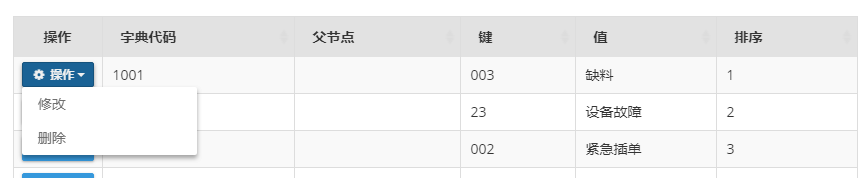 操作 字典代码 父节点 键 值 排序
操作 1001 003 缺料 1
修改
23 设备故障 2
删除
002 紧急插单 3